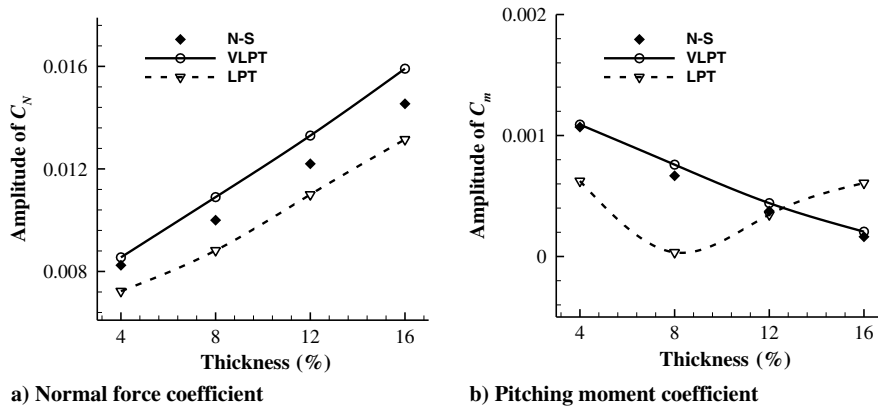 N-S
VLPT
LPT
0.016
0.012
0.008
Amplitude of C_N
4
8
12
16
Thickness (%)
a) Normal force coefficient
0.002
N-S
VLPT
LPT
0.001
0
Amplitude of C_m
4
8
12
16
Thickness (%)
b) Pitching moment coefficient